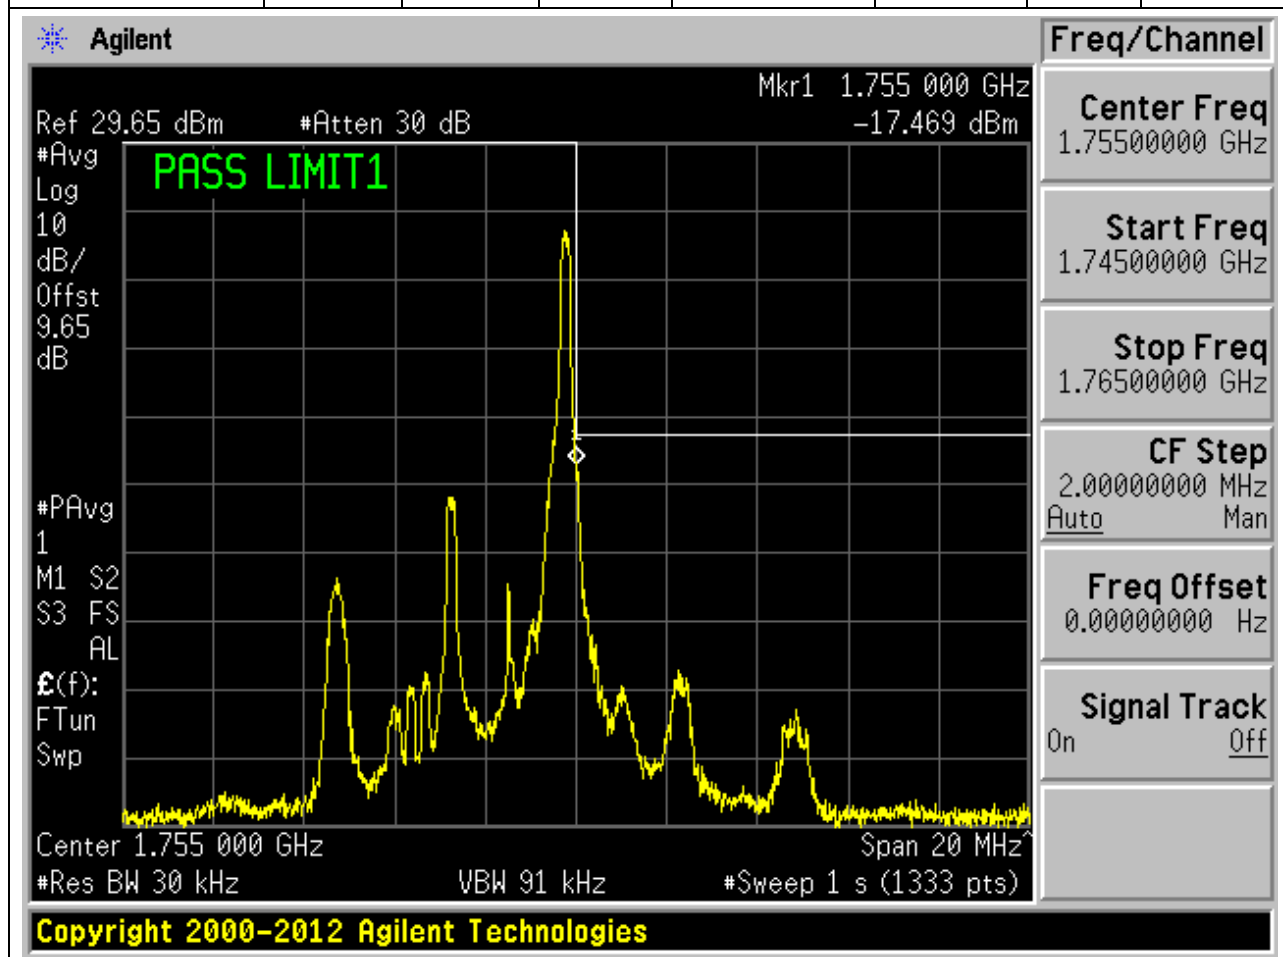 Agilent
Freq/Channel
Mkr1 1.755 000 GHz
Ref 29.65 dBm #Atten 30 dB -17.469 dBm
#Avg
Log
10
dB/
Offst
9.65
dB
PASS LIMIT1
1
#PAvg
1
M1 S2
S3 FS
AL
£(f):
FTun
Swp
Center 1.755 000 GHz Span 20 MHz^
#Res BW 30 kHz VBW 91 kHz #Sweep 1 s (1333 pts)
Copyright 2000-2012 Agilent Technologies
Center Freq
1.75500000 GHz
Start Freq
1.74500000 GHz
Stop Freq
1.76500000 GHz
CF Step
2.00000000 MHz
Auto Man
Freq Offset
0.00000000 Hz
Signal Track
On Off